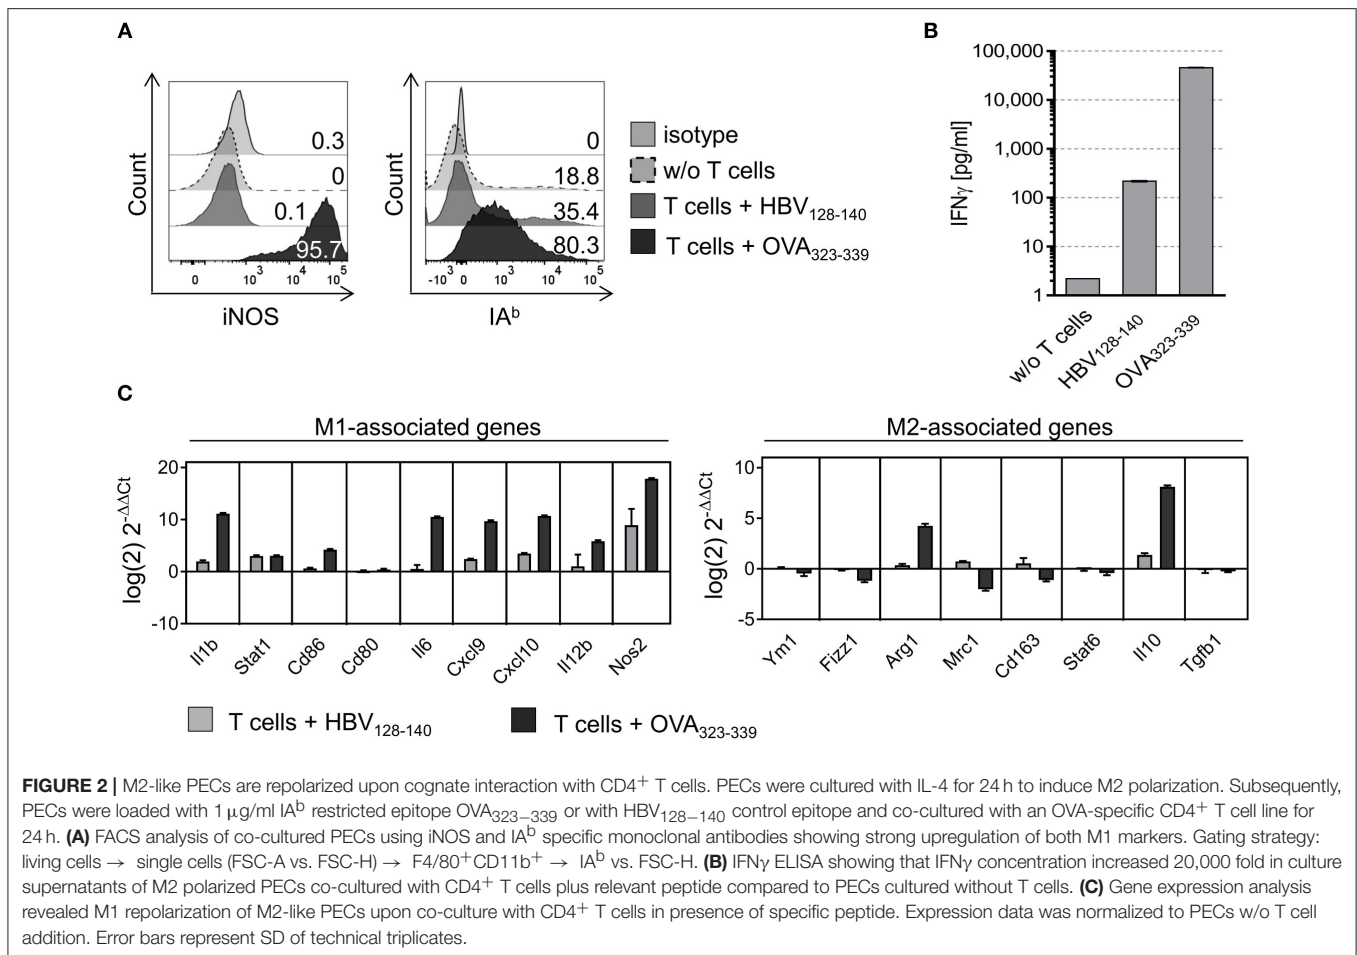 A
Count
0.3
0
0.1
95.7
0 10³ 10⁴ 10⁵
iNOS
Count
0
18.8
35.4
80.3
-10³ 0 10³ 10⁴ 10⁵
IAᵇ
isotype
w/o T cells
T cells + HBV₁₂₈₋₁₄₀
T cells + OVA₃₂₃₋₃₃₉
B
IFNγ [pg/ml]
100,000
10,000
1,000
100
10
1
w/o T cells
HBV₁₂₈₋₁₄₀
OVA₃₂₃₋₃₃₉
C
M1-associated genes
log(2) 2^-ΔΔCt
20
10
0
-10
Il1b
Stat1
Cd86
Cd80
Il6
Cxcl9
Cxcl10
Il12b
Nos2
M2-associated genes
log(2) 2^-ΔΔCt
10
5
0
-5
Ym1
Fizz1
Arg1
Mrc1
Cd163
Stat6
Il10
Tgfb1
T cells + HBV₁₂₈₋₁₄₀
T cells + OVA₃₂₃₋₃₃₉
FIGURE 2 | M2-like PECs are repolarized upon cognate interaction with CD4⁺ T cells. PECs were cultured with IL-4 for 24 h to induce M2 polarization. Subsequently,
PECs were loaded with 1 μg/ml IAᵇ restricted epitope OVA₃₂₃₋₃₃₉ or with HBV₁₂₈₋₁₄₀ control epitope and co-cultured with an OVA-specific CD4⁺ T cell line for
24 h. (A) FACS analysis of co-cultured PECs using iNOS and IAᵇ specific monoclonal antibodies showing strong upregulation of both M1 markers. Gating strategy:
living cells → single cells (FSC-A vs. FSC-H) → F4/80⁺CD11b⁺ → IAᵇ vs. FSC-H. (B) IFNγ ELISA showing that IFNγ concentration increased 20,000 fold in culture
supernatants of M2 polarized PECs co-cultured with CD4⁺ T cells plus relevant peptide compared to PECs cultured without T cells. (C) Gene expression analysis
revealed M1 repolarization of M2-like PECs upon co-culture with CD4⁺ T cells in presence of specific peptide. Expression data was normalized to PECs w/o T cell
addition. Error bars represent SD of technical triplicates.